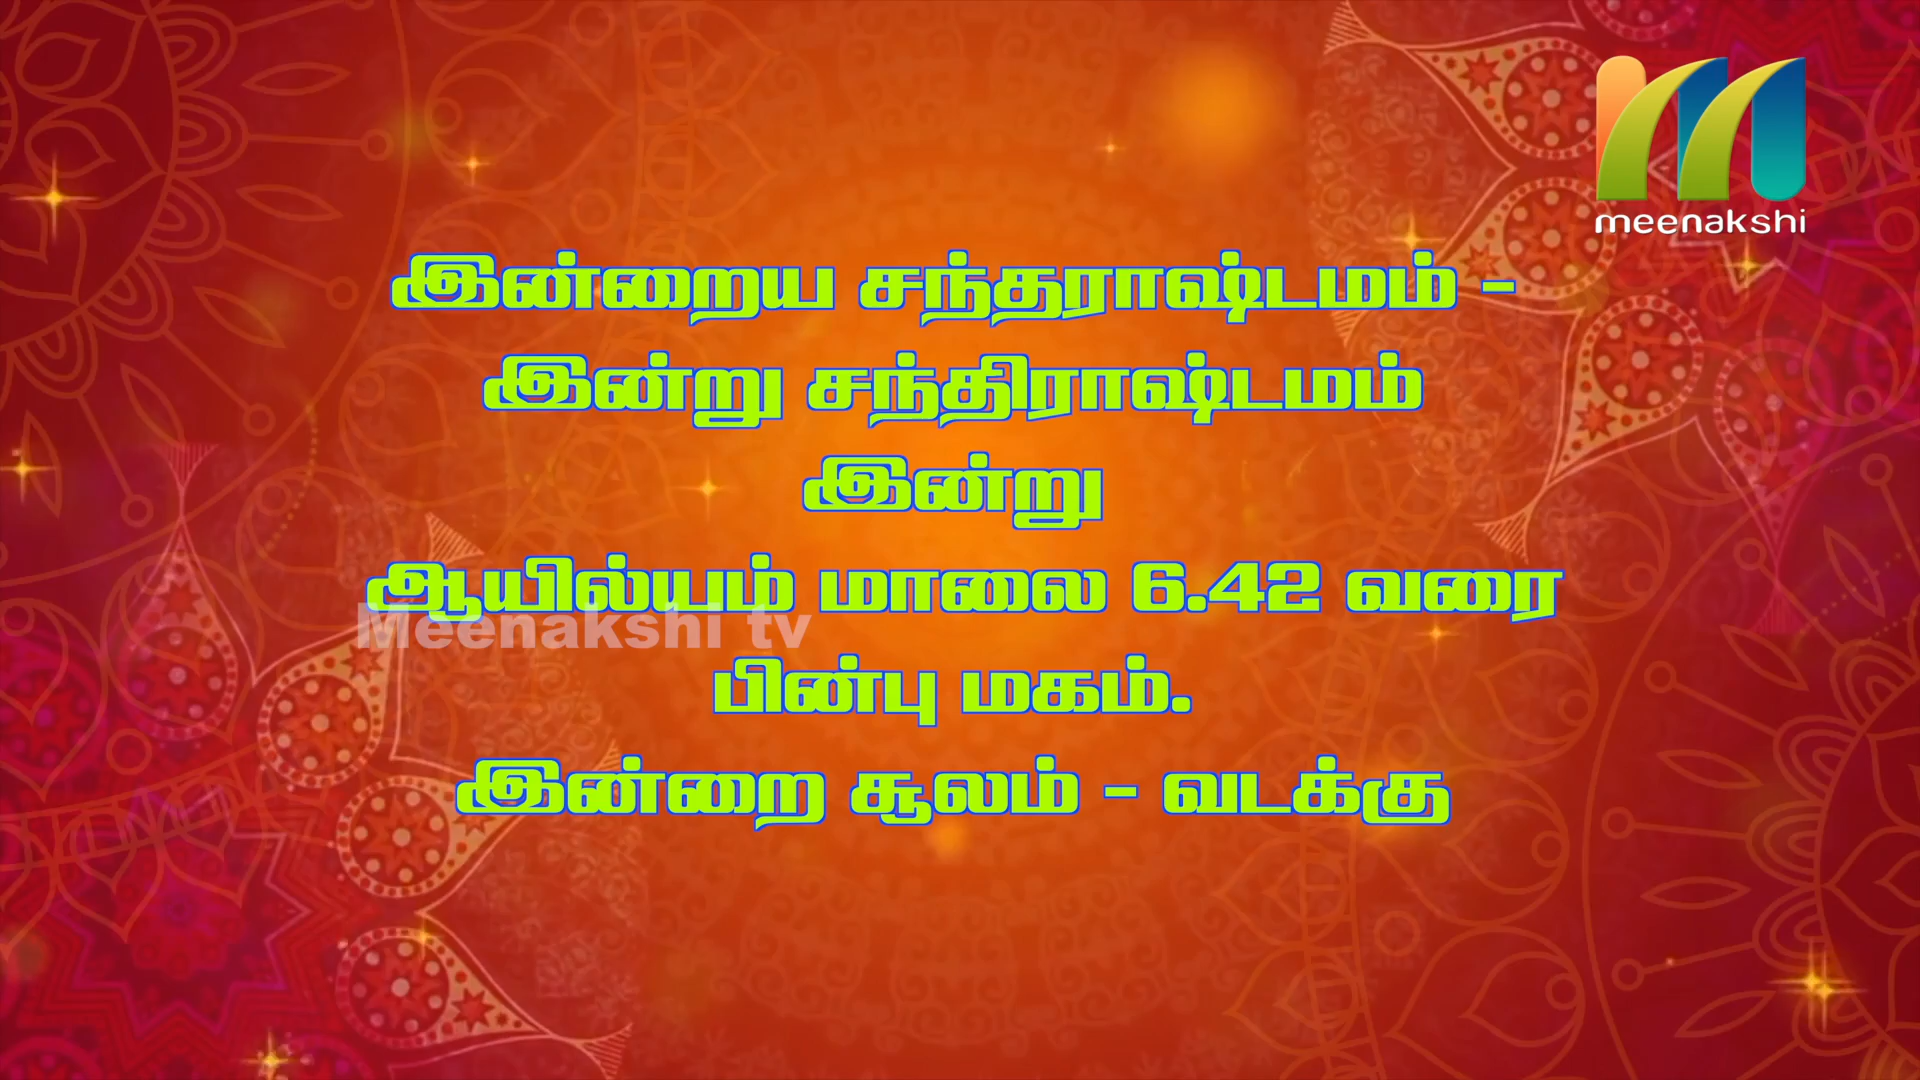 meenakshi
இன்றைய சந்தராஷ்டமம் -
இன்று சந்திராஷ்டமம்
இன்று
ஆயில்யம் மாலை 6.42 வரை
Meenakshi tv
பின்பு மகம்.
இன்றை சூலம் - வடக்கு